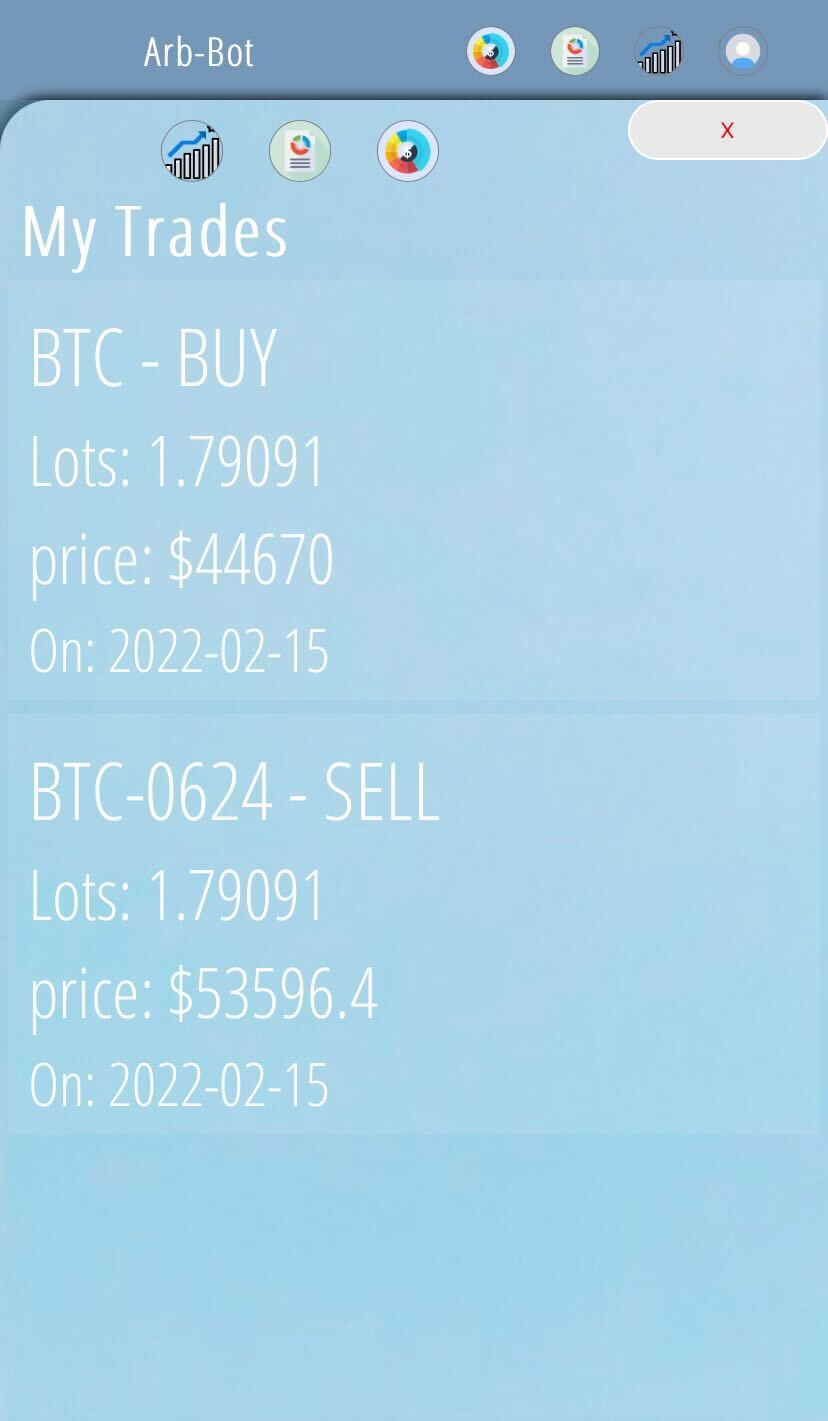 Arb-Bot
X
My Trades
BTC - BUY
Lots: 1.79091
price: $44670
On: 2022-02-15
BTC-0624 - SELL
Lots: 1.79091
price: $53596.4
On: 2022-02-15